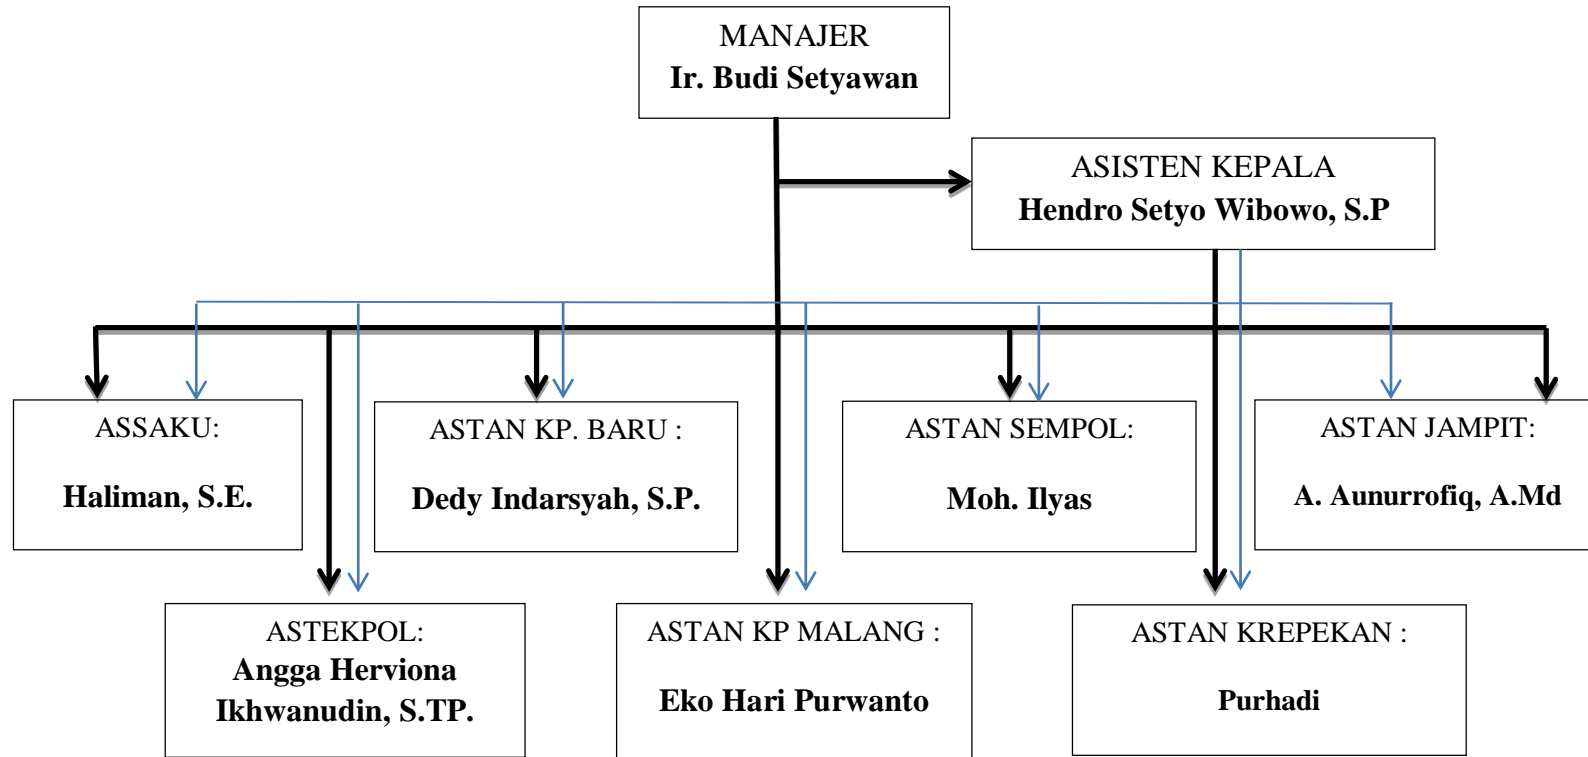 MANAJER
Ir. Budi Setyawan
ASISTEN KEPALA
Hendro Setyo Wibowo, S.P
ASSAKU:
Haliman, S.E.
ASTAN KP. BARU :
Dedy Indarsyah, S.P.
ASTAN SEMPOL:
Moh. Ilyas
ASTAN JAMPIT:
A. Aunurrofiq, A.Md
ASTEKPOL:
Angga Herviona
Ikhwanudin, S.TP.
ASTAN KP MALANG :
Eko Hari Purwanto
ASTAN KREPEKAN :
Purhadi